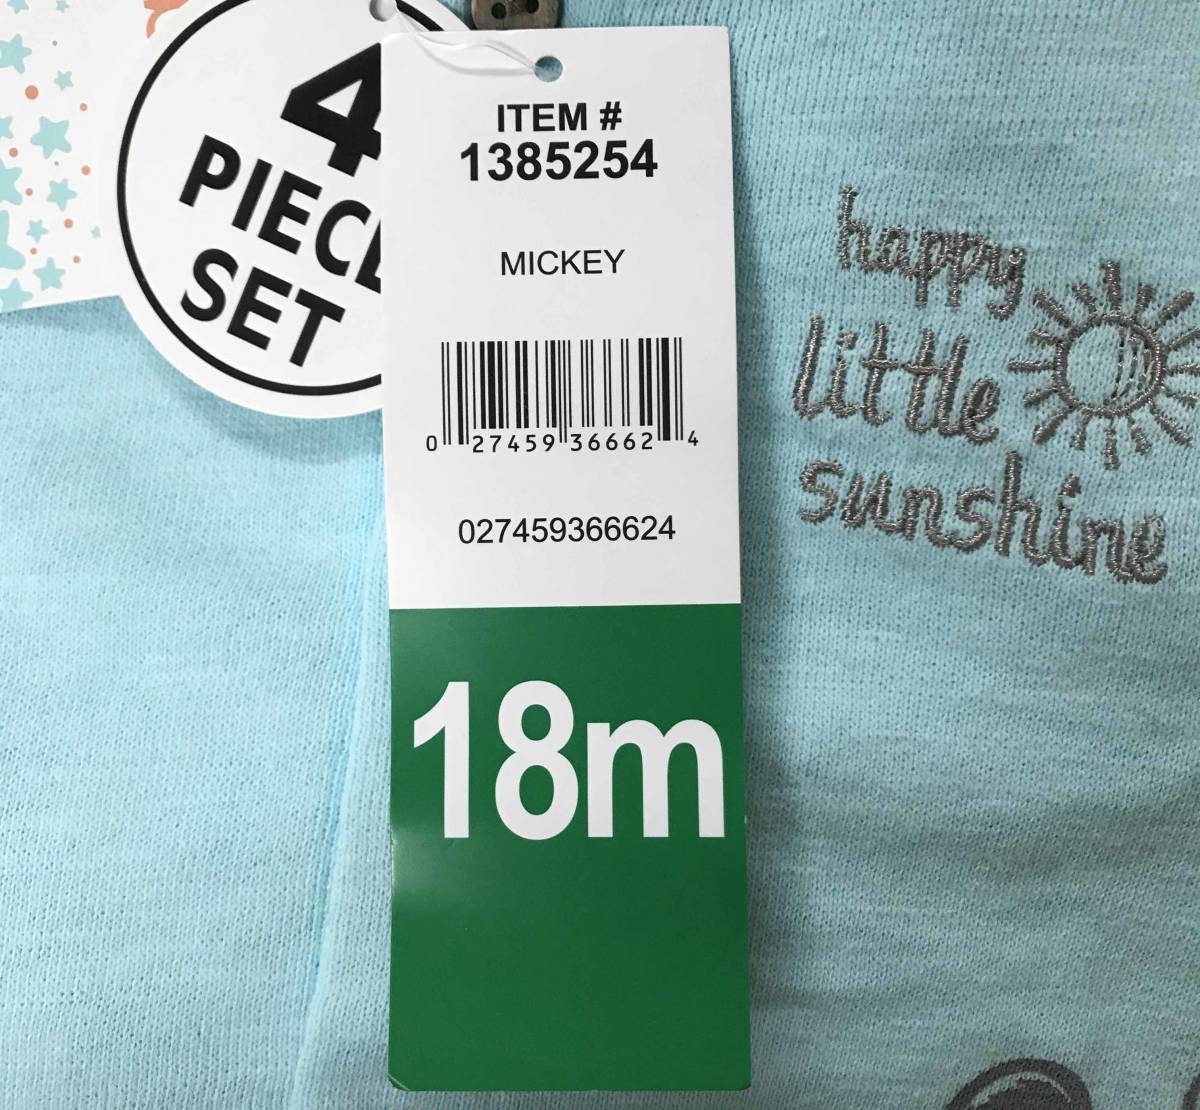 4
PIECE
SET
ITEM #
1385254
MICKEY
0 27459 36662 4
027459366624
18m
happy
little
sunshine